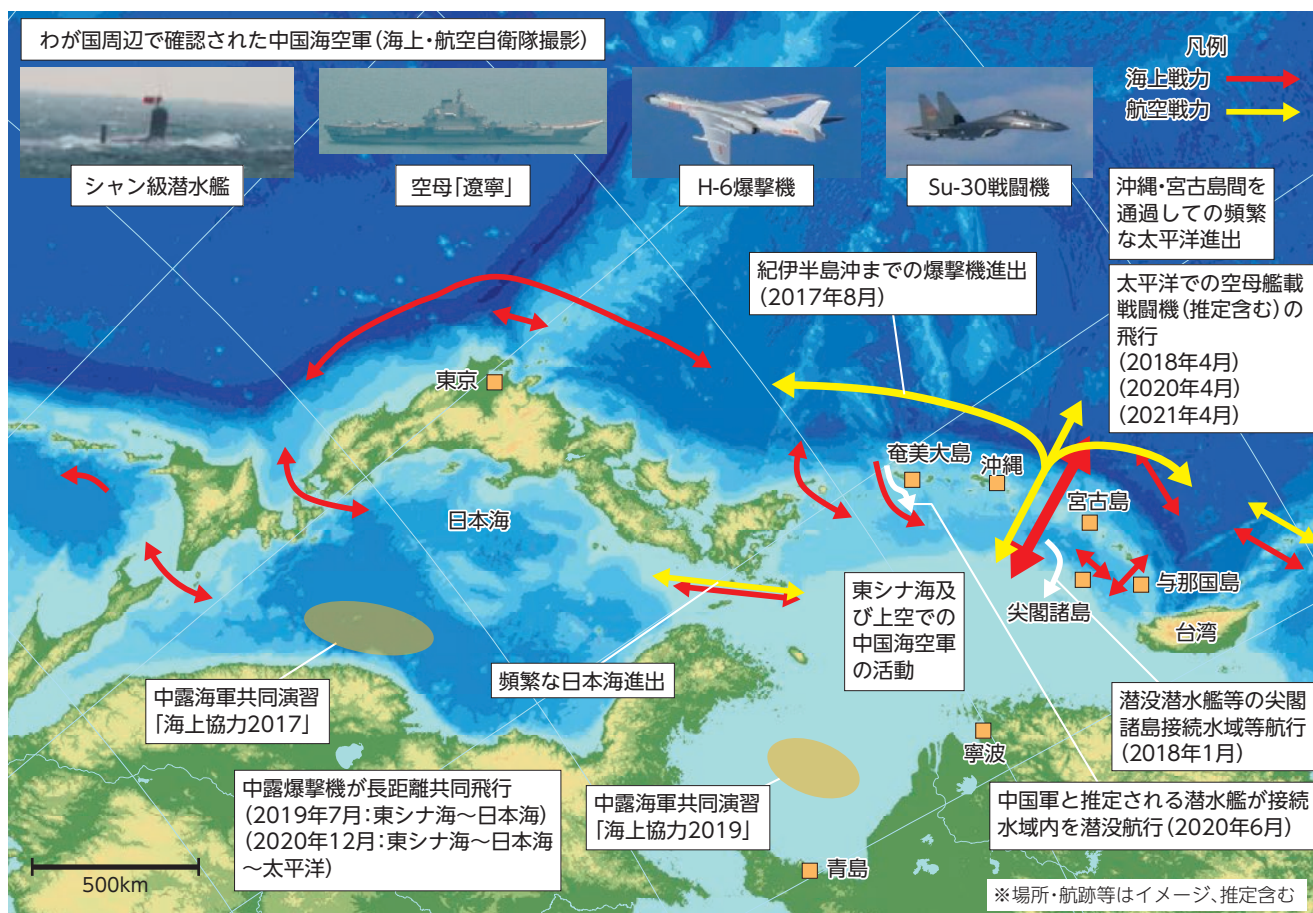 わが国周辺で確認された中国海空軍(海上・航空自衛隊撮影)
シャン級潜水艦
空母「遼寧」
H-6爆撃機
Su-30戦闘機
凡例
海上戦力
航空戦力
沖縄・宮古島間を
通過しての頻繁
な太平洋進出
紀伊半島沖までの爆撃機進出
(2017年8月)
太平洋での空母艦載
戦闘機(推定含む)の
飛行
(2018年4月)
(2020年4月)
(2021年4月)
東京
奄美大島
沖縄
宮古島
日本海
与那国島
尖閣諸島
台湾
東シナ海及
び上空での
中国海空軍
の活動
頻繁な日本海進出
中露海軍共同演習
「海上協力2017」
潜没潜水艦等の尖閣
諸島接続水域等航行
(2018年1月)
寧波
中露爆撃機が長距離共同飛行
(2019年7月:東シナ海～日本海)
(2020年12月:東シナ海～日本海
～太平洋)
中露海軍共同演習
「海上協力2019」
中国軍と推定される潜水艦が接続
水域内を潜没航行(2020年6月)
青島
500km
※場所・航跡等はイメージ、推定含む